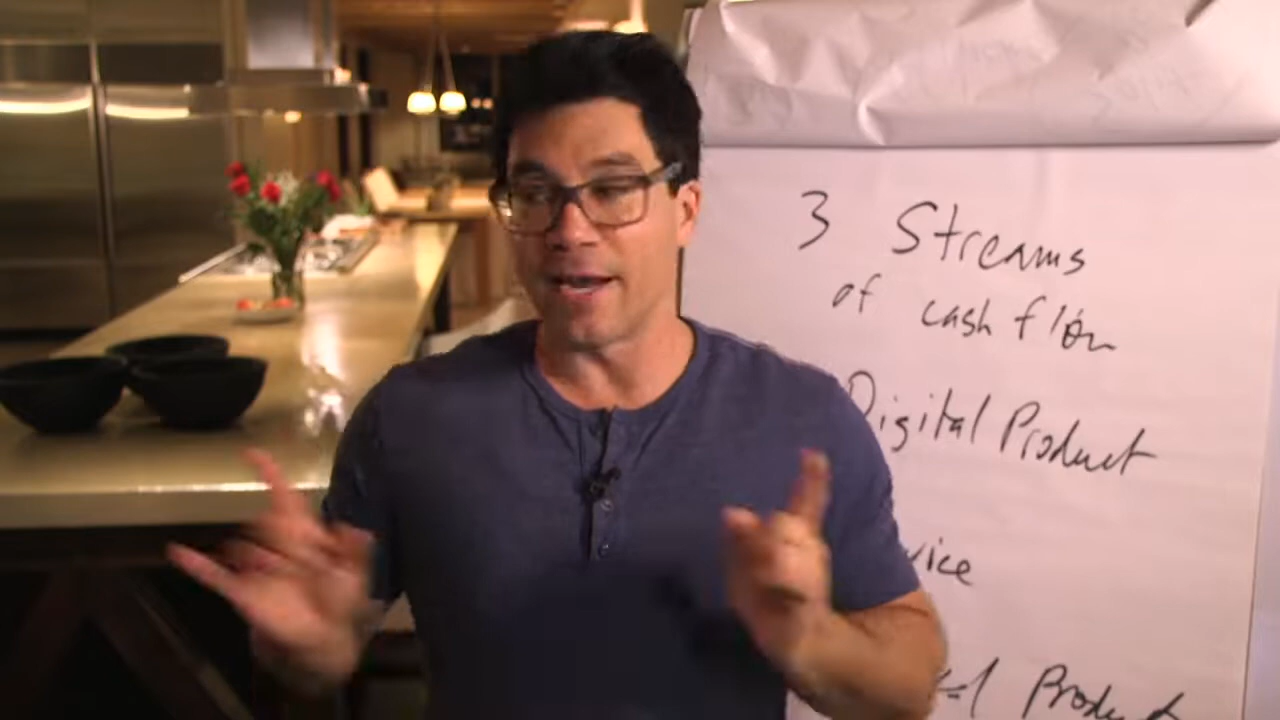 3 Streams
of cash flow
Digital Product
vice
Product